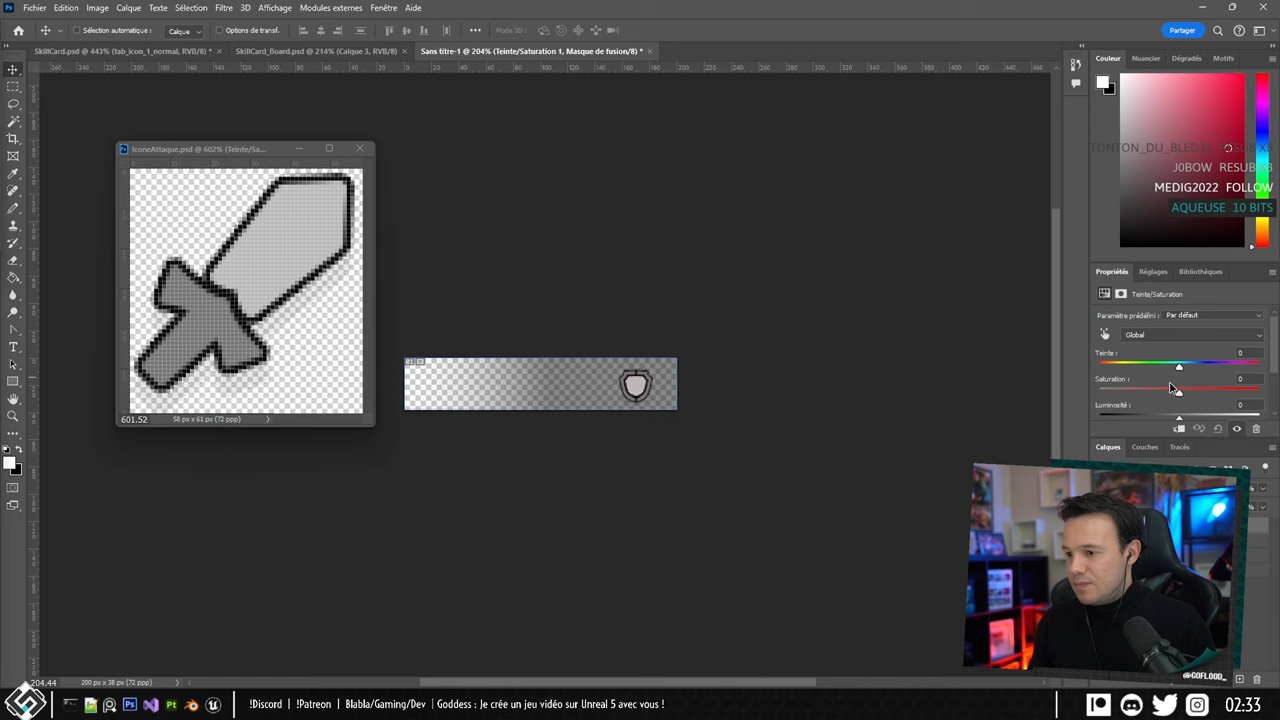 Fichier Edition Image Calque Texte Sélection Filtre 3D Affichage Modules externes Fenêtre Aide
Sélection automatique : Calque Options de transf. Mode 3D : Partager
SkillCard.psd @ 443% (tab_icon_1_normal, RVB/8) * SkillCard_Board.psd @ 214% (Calque 3, RVB/8) Sans titre-1 @ 204% (Teinte/Saturation 1, Masque de fusion/8) *
Couleur Nuancier Dégradés Motifs
TONTON_DU_BLED
J0BOW RESUB X8
MEDIG2022 FOLLOW
AQUEUSE 10 BITS
IconeAttaque.psd @ 602% (Teinte/Sa...
601.52 58 px x 61 px (72 ppp)
Propriétés Réglages Bibliothèques
Teinte/Saturation
Paramètre prédéfini : Par défaut
Global
Teinte : 0
Saturation : 0
Luminosité : 0
Calques Couches Tracés
204.44 200 px x 38 px (72 ppp)
@GOFLOOD_
!Discord | !Patreon | Blabla/Gaming/Dev | Goddess : Je crée un jeu vidéo sur Unreal 5 avec vous !
02:33